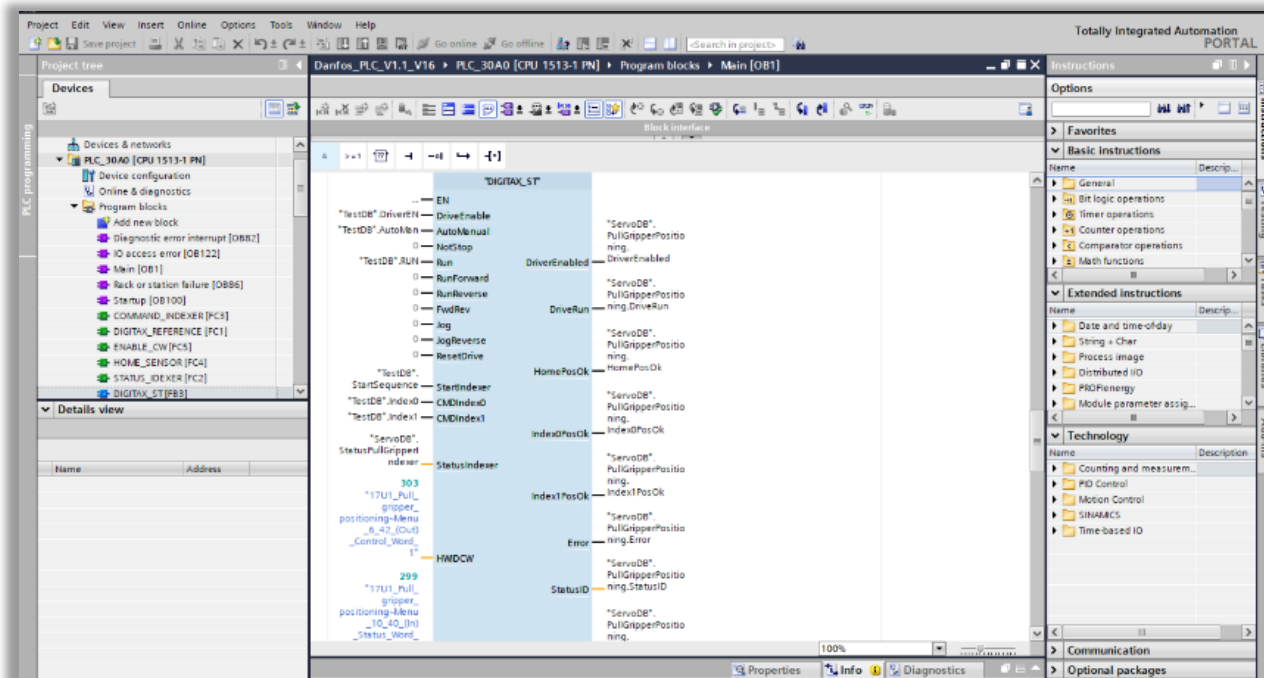 Project Edit View Insert Online Options Tools Window Help
Totally Integrated Automation
PORTAL
Save project
Go online
Go offline
<Search in project>
Project tree
Danfos_PLC_V1.1_V16 ▸ PLC_30A0 [CPU 1513-1 PN] ▸ Program blocks ▸ Main [OB1]
Instructions
Devices
Options
PLC programming
Block interface
Devices & networks
PLC_30A0 [CPU 1513-1 PN]
Device configuration
Online & diagnostics
Program blocks
Add new block
Diagnostic error interrupt [OB82]
IO access error [OB122]
Main [OB1]
Rack or station failure [OB86]
Startup [OB100]
COMMAND_INDEXER [FC3]
DIGITAX_REFERENCE [FC1]
ENABLE_CW [FC5]
HOME_SENSOR [FC4]
STATUS_IDEXER [FC2]
DIGITAX_ST [FB3]
Details view
Name Address
&
>=1
"DIGITAX_ST"
... EN
"TestDB".DriverEN DriveEnable
"TestDB".AutoMan AutoManual
0 NotStop
"TestDB".RUN Run
0 RunForward
0 RunReverse
0 FwdRev
0 Jog
0 JogReverse
0 ResetDrive
"TestDB".
StartSequence StartIndexer
"TestDB".Index0 CMDIndex0
"TestDB".Index1 CMDIndex1
"ServoDB".
StatusPullGripperI
ndexer StatusIndexer
303
"17U1_Pull_
gripper_
positioning~Menu
_6_42_(Out)
_Control_Word_
1" HWIDCW
299
"17U1_Pull_
gripper_
positioning~Menu
_10_40_(In)
_Status_Word_
"ServoDB".
PullGripperPositio
ning.
DriverEnabled DriverEnabled
"ServoDB".
PullGripperPositio
DriveRun ning.DriveRun
"ServoDB".
PullGripperPositio
ning.
HomePosOk HomePosOk
"ServoDB".
PullGripperPositio
ning.
Index0PosOk Index0PosOk
"ServoDB".
PullGripperPositio
ning.
Index1PosOk Index1PosOk
"ServoDB".
PullGripperPositio
Error ning.Error
"ServoDB".
PullGripperPositio
StatusID ning.StatusID
"ServoDB".
PullGripperPositio
ning.
100%
Properties Info Diagnostics
Favorites
Basic instructions
Name Descrip...
General
Bit logic operations
Timer operations
Counter operations
Comparator operations
Math functions
Extended instructions
Name Descrip...
Date and time-of-day
String + Char
Process image
Distributed I/O
PROFIenergy
Module parameter assig...
Technology
Name Description
Counting and measurem...
PID Control
Motion Control
SINAMICS
Time-based IO
Communication
Optional packages